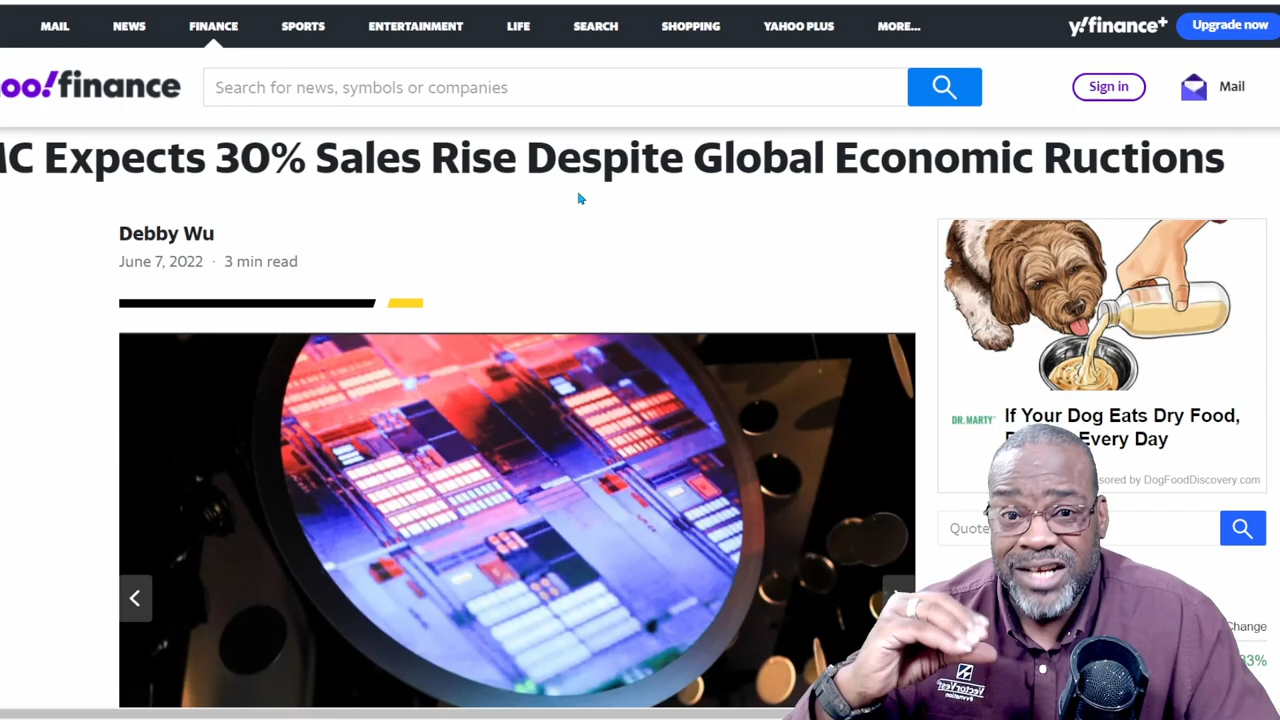 MAIL NEWS FINANCE SPORTS ENTERTAINMENT LIFE SEARCH SHOPPING YAHOO PLUS MORE... y!finance+ Upgrade now
oo!finance Search for news, symbols or companies Sign in Mail
MC Expects 30% Sales Rise Despite Global Economic Ructions
Debby Wu
June 7, 2022 · 3 min read
DR. MARTY If Your Dog Eats Dry Food,
Every Day
sored by DogFoodDiscovery.com
Quote
Change
VectorVest